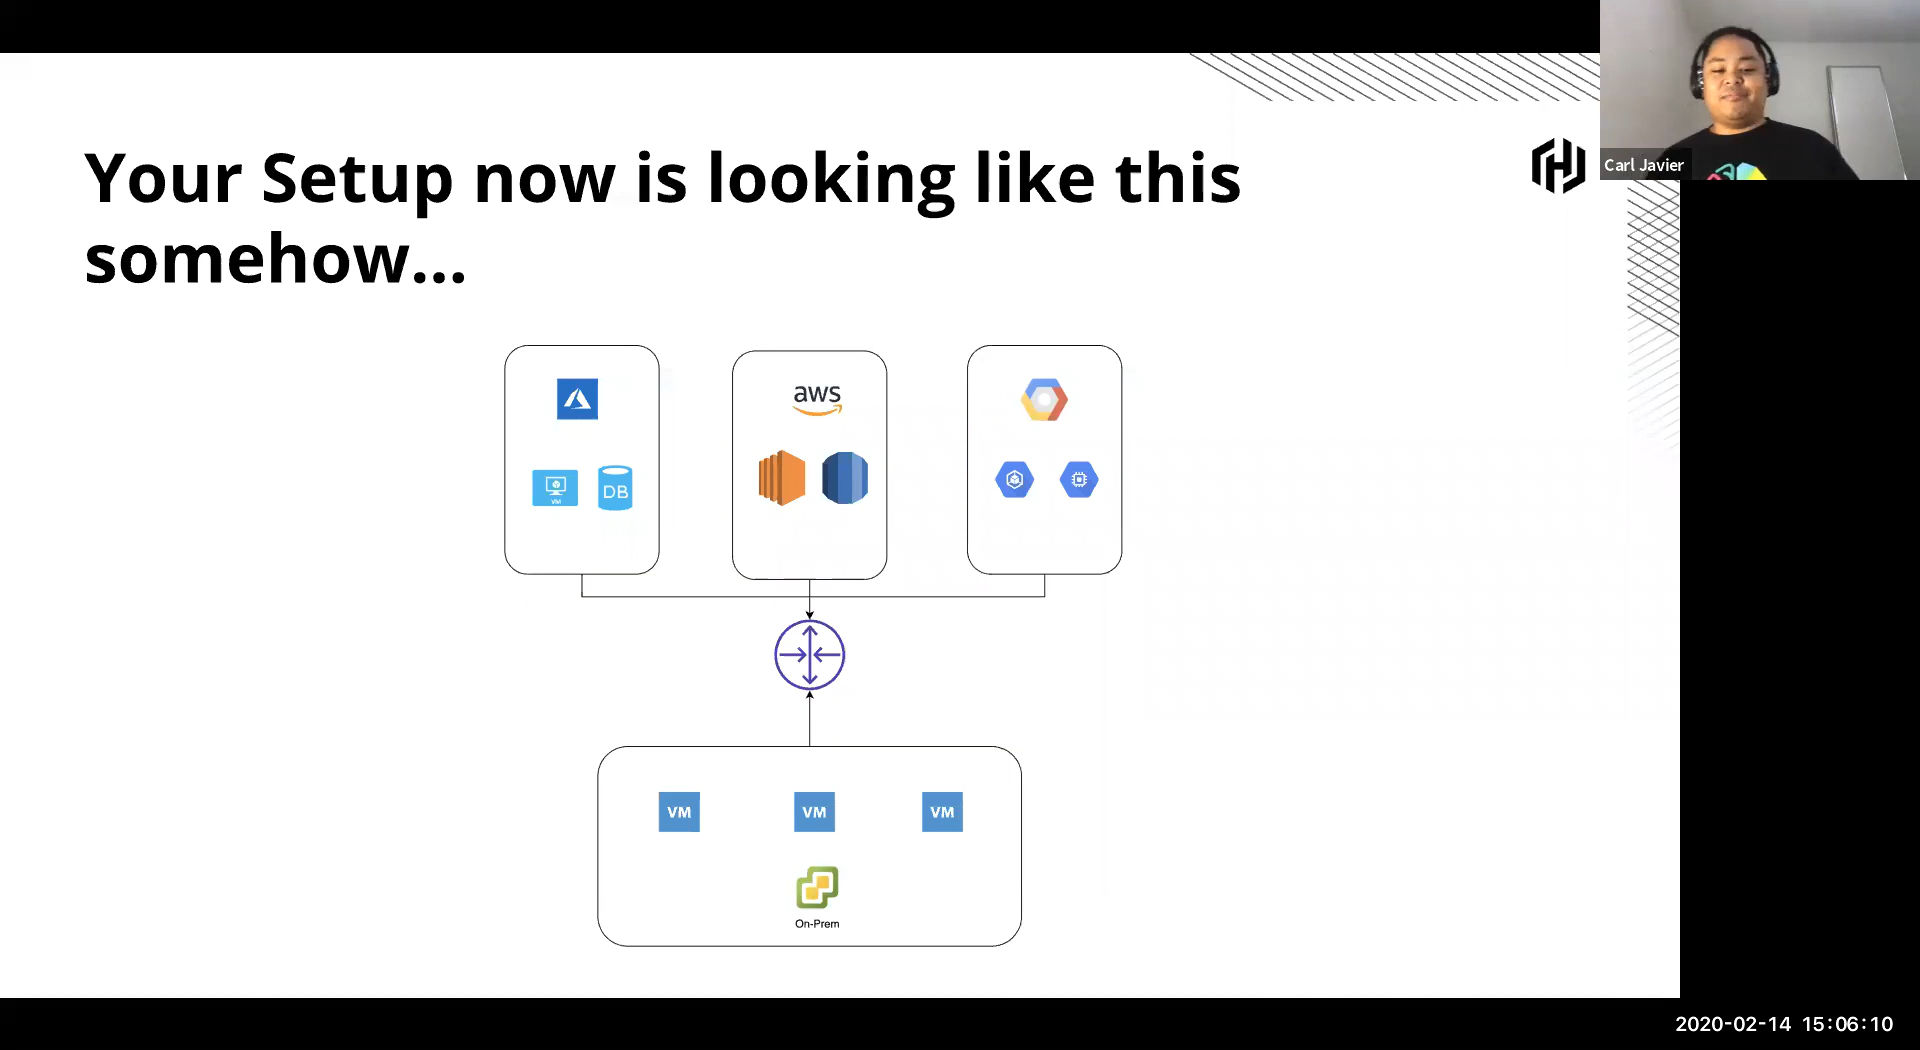 Your Setup now is looking like this
somehow...
Carl Javier
aws
VM
DB
VM
VM
VM
On-Prem
2020-02-14 15:06:10